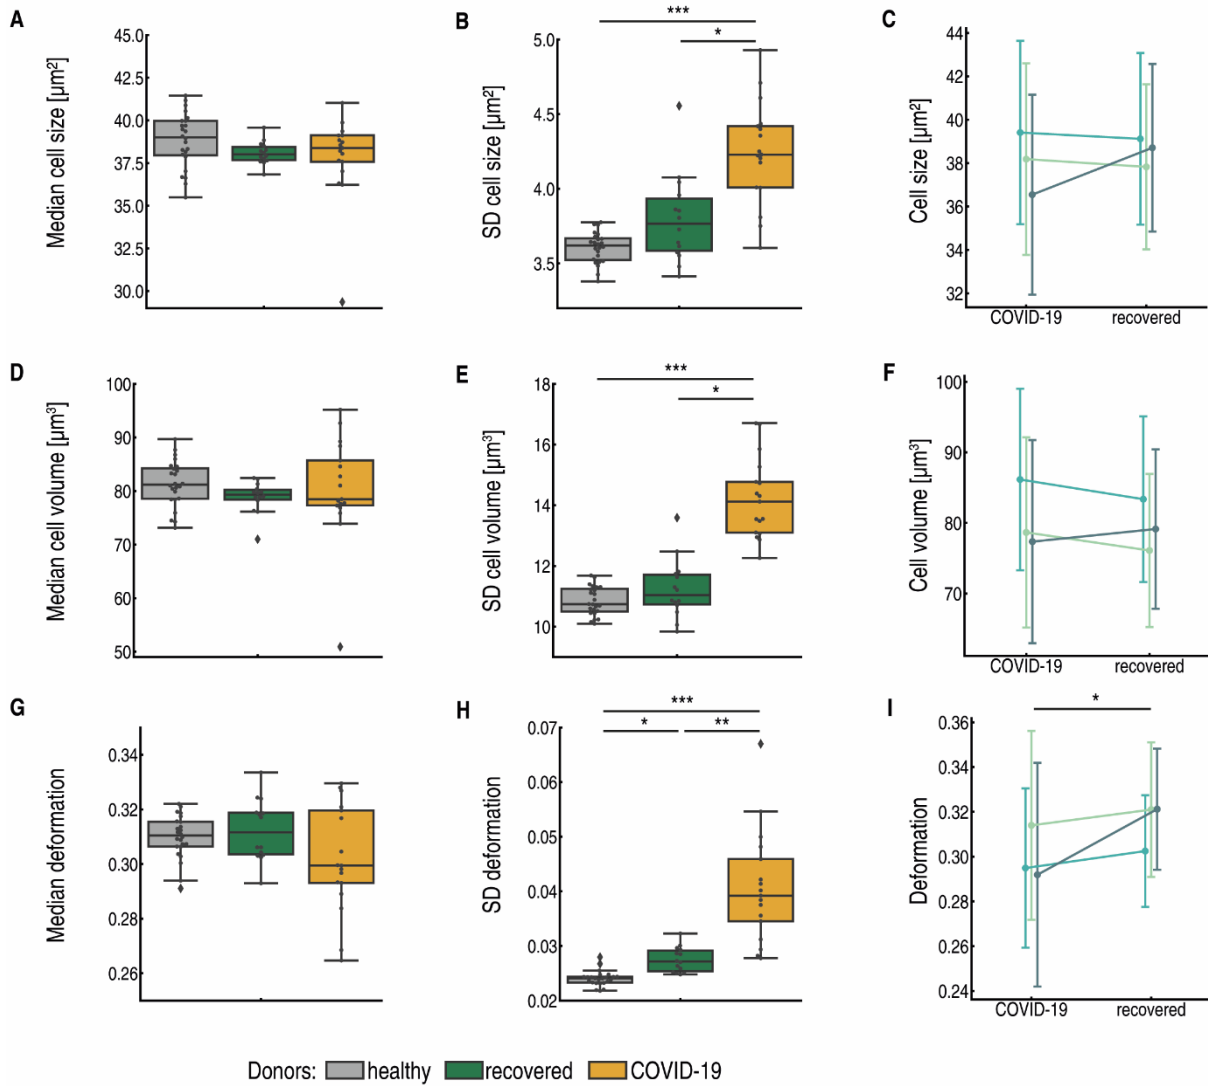 A
Median cell size [µm²]
45.0
42.5
40.0
37.5
35.0
32.5
30.0
B
SD cell size [µm²]
5.0
4.5
4.0
3.5
***
*
C
Cell size [µm²]
44
42
40
38
36
34
32
COVID-19 recovered
D
Median cell volume [µm³]
100
90
80
70
60
50
E
SD cell volume [µm³]
18
16
14
12
10
***
*
F
Cell volume [µm³]
100
90
80
70
COVID-19 recovered
G
Median deformation
0.34
0.32
0.30
0.28
0.26
H
SD deformation
0.07
0.06
0.05
0.04
0.03
0.02
***
* **
I
Deformation
0.36
0.34
0.32
0.30
0.28
0.26
0.24
*
COVID-19 recovered
Donors: healthy recovered COVID-19